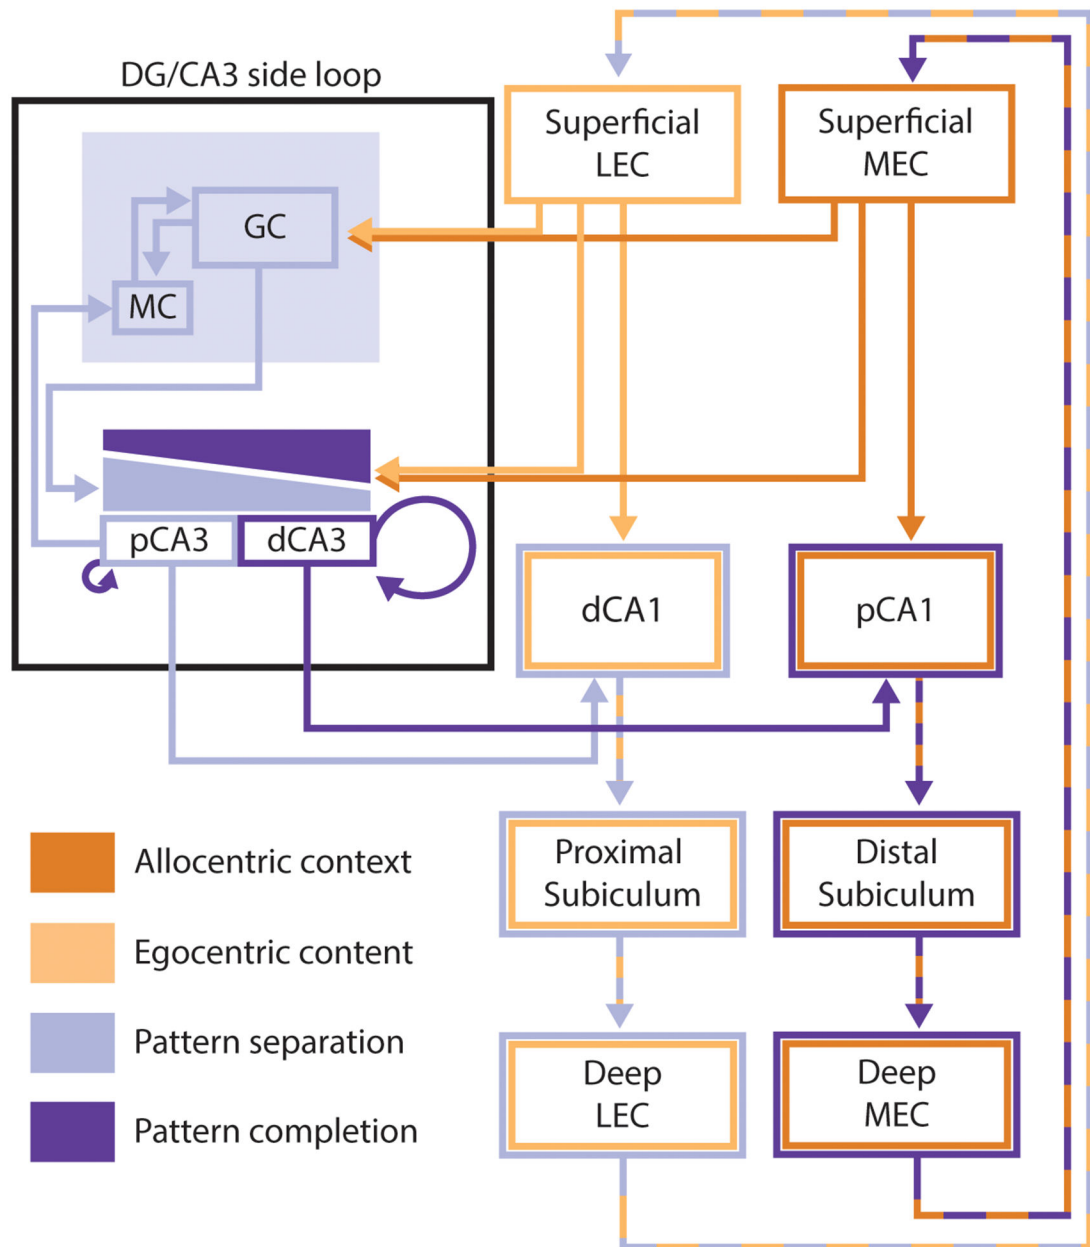 DG/CA3 side loop
Superficial
LEC
Superficial
MEC
GC
MC
pCA3
dCA3
dCA1
pCA1
Proximal
Subiculum
Distal
Subiculum
Deep
LEC
Deep
MEC
Allocentric context
Egocentric content
Pattern separation
Pattern completion